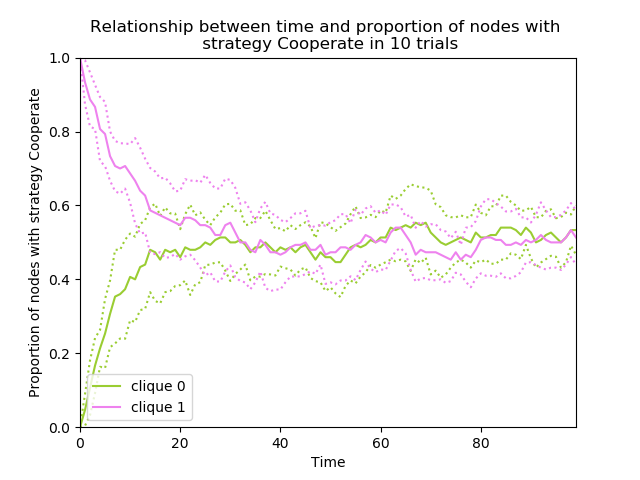 Relationship between time and proportion of nodes with
strategy Cooperate in 10 trials
Proportion of nodes with strategy Cooperate
1.0
0.8
0.6
0.4
0.2
0.0
clique 0
clique 1
0
20
40
60
80
Time